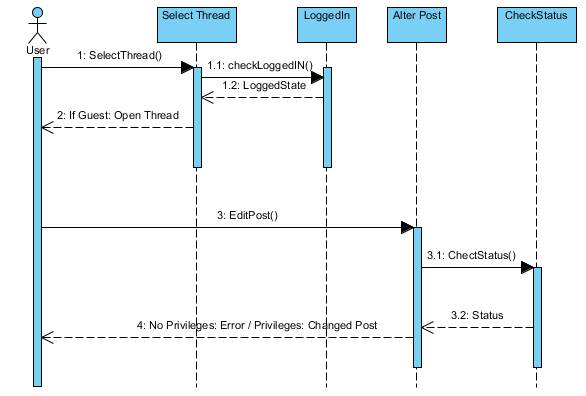 Select Thread
LoggedIn
Alter Post
CheckStatus
User
1: SelectThread()
1.1: checkLoggedIN()
1.2: LoggedState
2: If Guest: Open Thread
3: EditPost()
3.1: ChectStatus()
3.2: Status
4: No Privileges: Error / Privileges: Changed Post